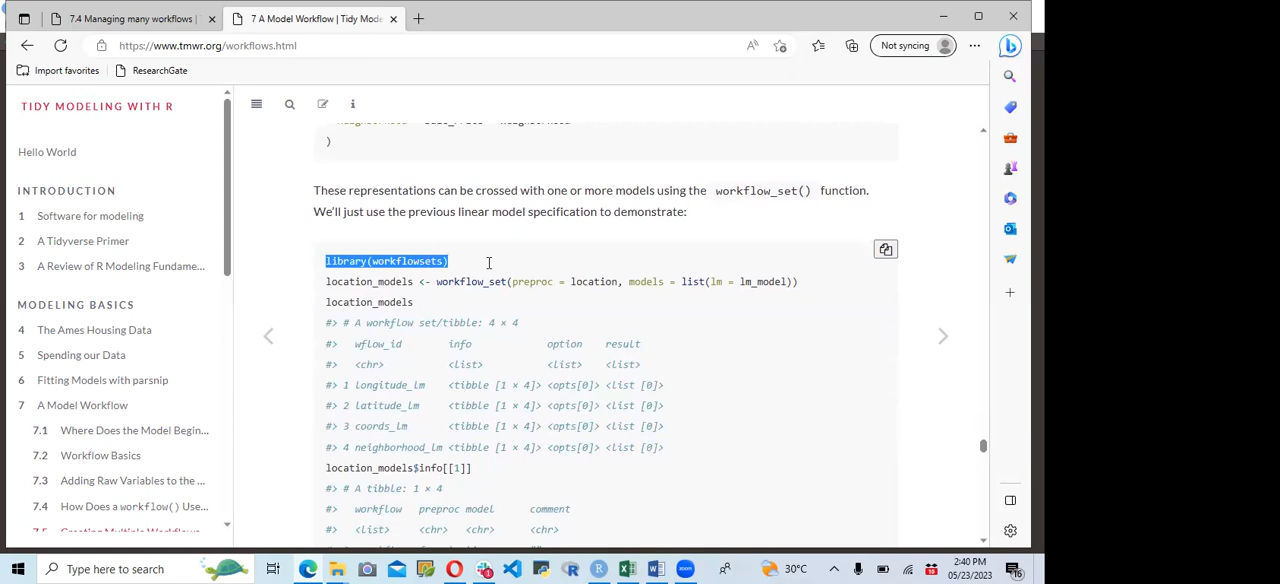 7.4 Managing many workflows |
7 A Model Workflow | Tidy Mode
https://www.tmwr.org/workflows.html
Not syncing
Import favorites
ResearchGate
TIDY MODELING WITH R
Hello World
INTRODUCTION
1 Software for modeling
2 A Tidyverse Primer
3 A Review of R Modeling Fundame...
MODELING BASICS
4 The Ames Housing Data
5 Spending our Data
6 Fitting Models with parsnip
7 A Model Workflow
7.1 Where Does the Model Begin...
7.2 Workflow Basics
7.3 Adding Raw Variables to the ...
7.4 How Does a workflow() Use...
7.5 Creating Multiple Workflows
)
These representations can be crossed with one or more models using the workflow_set() function.
We'll just use the previous linear model specification to demonstrate:
library(workflowsets)
location_models <- workflow_set(preproc = location, models = list(lm = lm_model))
location_models
#> # A workflow set/tibble: 4 × 4
#> wflow_id info option result
#> <chr> <list> <list> <list>
#> 1 longitude_lm <tibble [1 × 4]> <opts[0]> <list [0]>
#> 2 latitude_lm <tibble [1 × 4]> <opts[0]> <list [0]>
#> 3 coords_lm <tibble [1 × 4]> <opts[0]> <list [0]>
#> 4 neighborhood_lm <tibble [1 × 4]> <opts[0]> <list [0]>
location_models$info[[1]]
#> # A tibble: 1 × 4
#> workflow preproc model comment
#> <list> <chr> <chr> <chr>
Type here to search
30°C
2:40 PM
05/23/2023
16